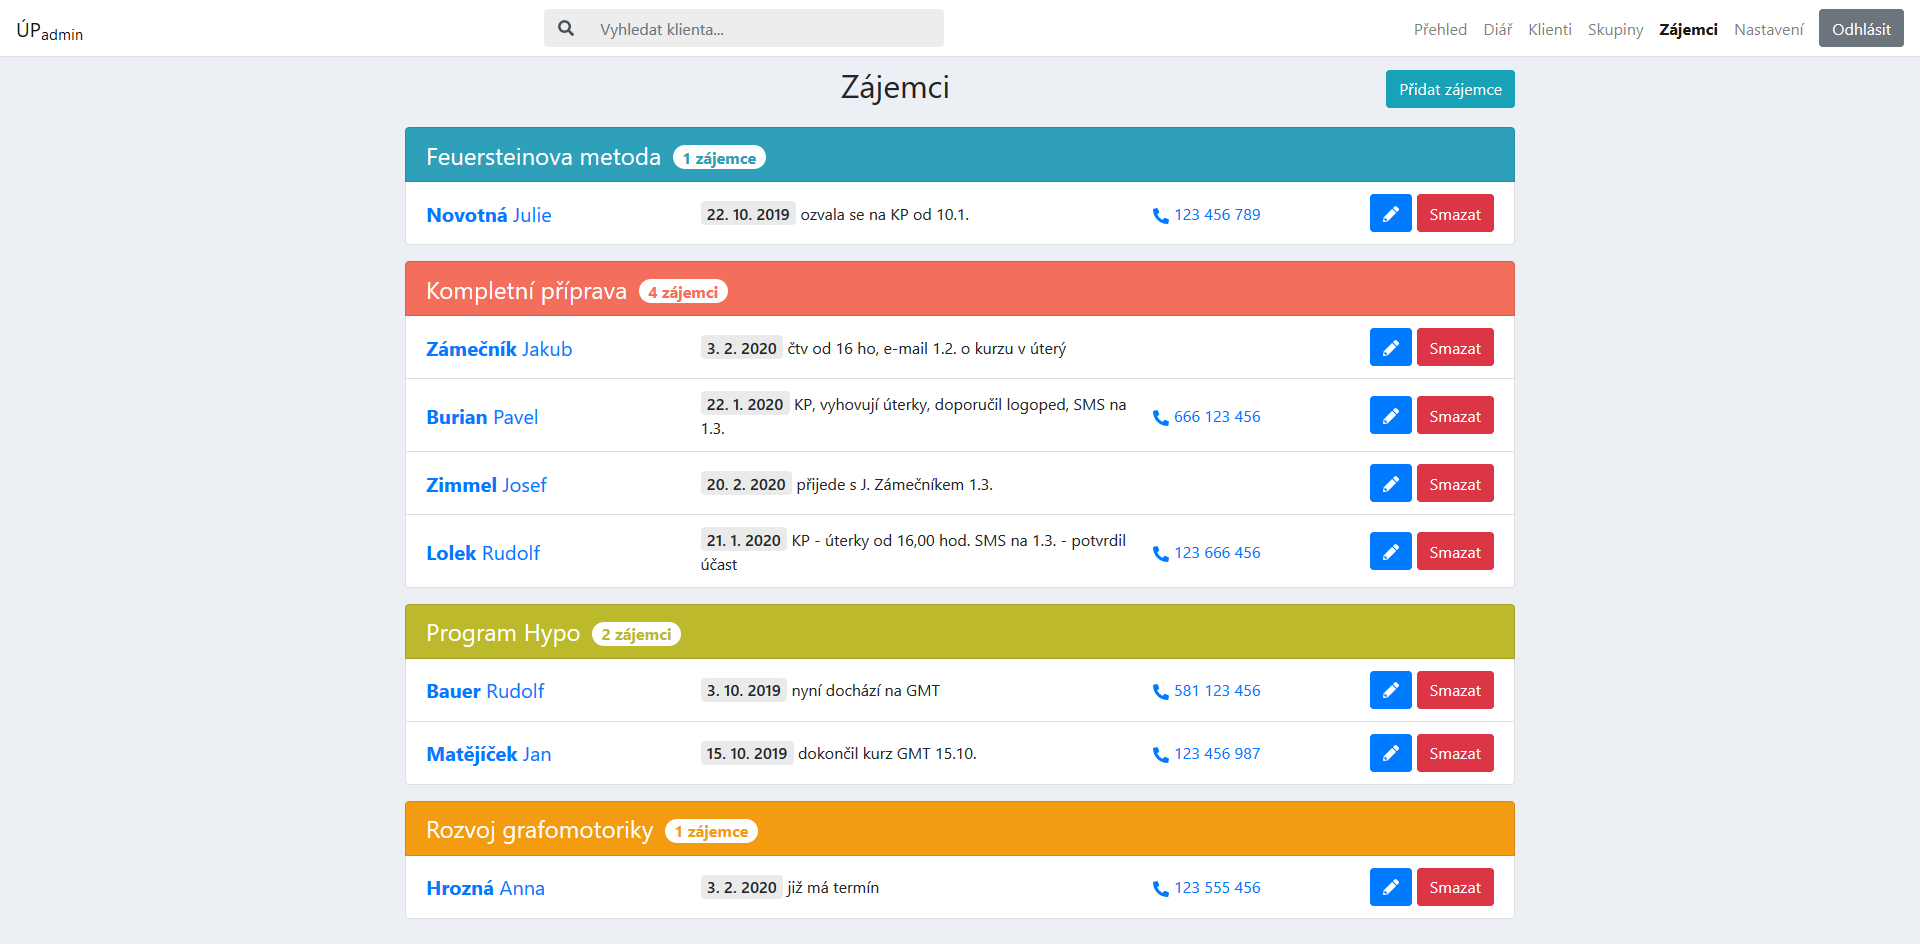 ÚPadmin
Vyhledat klienta...
Přehled Diář Klienti Skupiny Zájemci Nastavení Odhlásit
Zájemci
Přidat zájemce
Feuersteinova metoda 1 zájemce
Novotná Julie 22. 10. 2019 ozvala se na KP od 10.1. 123 456 789 Smazat
Kompletní příprava 4 zájemci
Zámečník Jakub 3. 2. 2020 čtv od 16 ho, e-mail 1.2. o kurzu v úterý Smazat
Burian Pavel 22. 1. 2020 KP, vyhovují úterky, doporučil logoped, SMS na
1.3.
666 123 456 Smazat
Zimmel Josef 20. 2. 2020 přijede s J. Zámečníkem 1.3. Smazat
Lolek Rudolf 21. 1. 2020 KP - úterky od 16,00 hod. SMS na 1.3. - potvrdil
účast
123 666 456 Smazat
Program Hypo 2 zájemci
Bauer Rudolf 3. 10. 2019 nyní dochází na GMT 581 123 456 Smazat
Matějíček Jan 15. 10. 2019 dokončil kurz GMT 15.10. 123 456 987 Smazat
Rozvoj grafomotoriky 1 zájemce
Hrozná Anna 3. 2. 2020 již má termín 123 555 456 Smazat